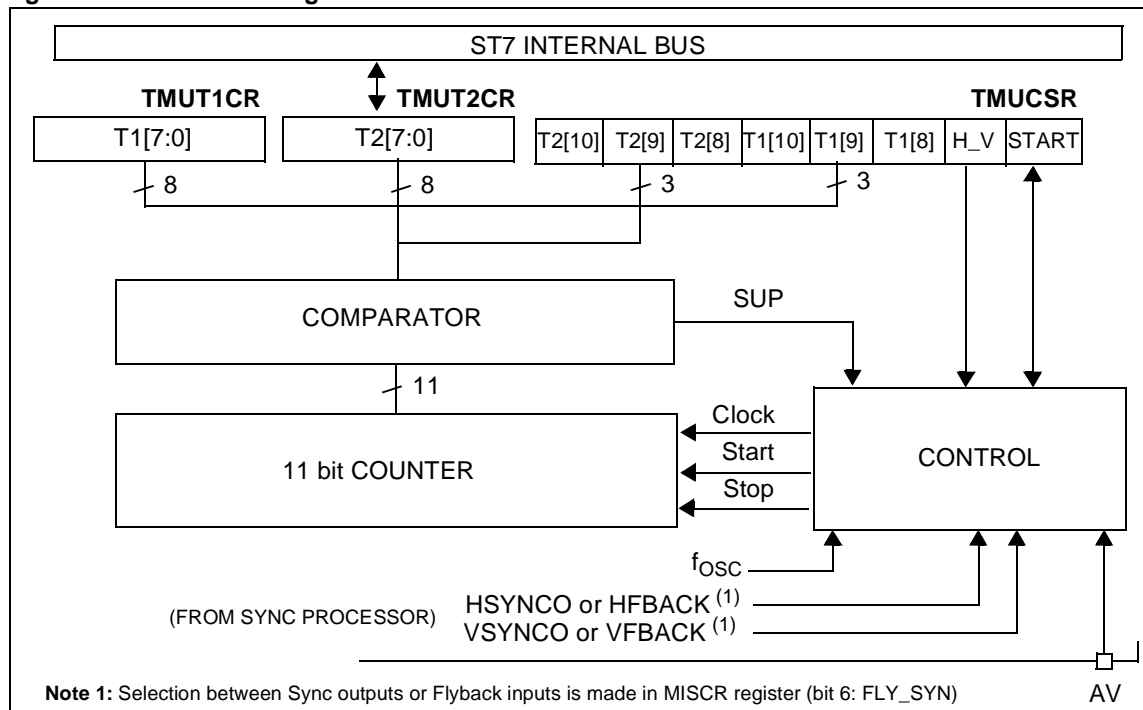 ST7 INTERNAL BUS
TMUT1CR TMUT2CR TMUCSR
T1[7:0] T2[7:0] T2[10] T2[9] T2[8] T1[10] T1[9] T1[8] H_V START
8 8 3 3
COMPARATOR
SUP
11
11 bit COUNTER
Clock
Start
Stop
CONTROL
fOSC
(FROM SYNC PROCESSOR)
HSYNCO or HFBACK (1)
VSYNCO or VFBACK (1)
AV
Note 1: Selection between Sync outputs or Flyback inputs is made in MISCR register (bit 6: FLY_SYN)